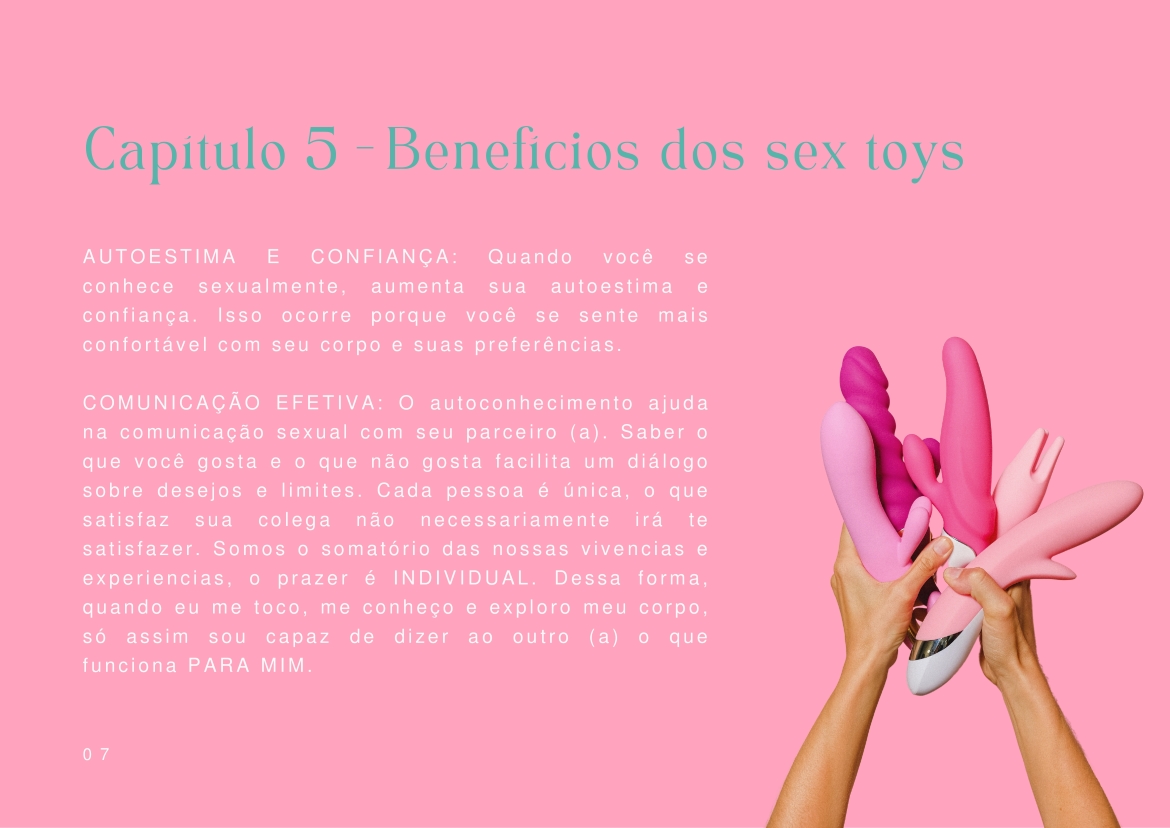 Capítulo 5 - Benefícios dos sex toys
AUTOESTIMA E CONFIANÇA: Quando você se
conhece sexualmente, aumenta sua autoestima e
confiança. Isso ocorre porque você se sente mais
confortável com seu corpo e suas preferências.
COMUNICAÇÃO EFETIVA: O autoconhecimento ajuda
na comunicação sexual com seu parceiro (a). Saber o
que você gosta e o que não gosta facilita um diálogo
sobre desejos e limites. Cada pessoa é única, o que
satisfaz sua colega não necessariamente irá te
satisfazer. Somos o somatório das nossas vivencias e
experiencias, o prazer é INDIVIDUAL. Dessa forma,
quando eu me toco, me conheço e exploro meu corpo,
só assim sou capaz de dizer ao outro (a) o que
funciona PARA MIM.
07